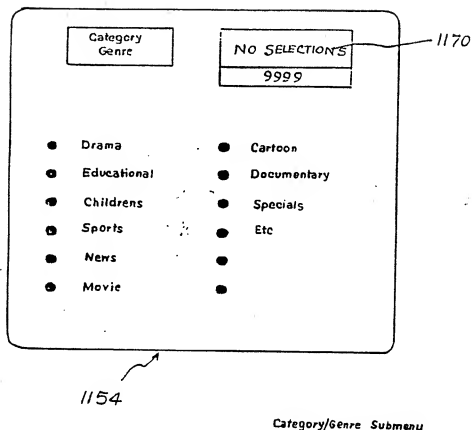 Category
Genre
NO SELECTIONS
1170
9999
Drama
Educational
Childrens
Sports
News
Movie
Cartoon
Documentary
Specials
Etc
1154
Category/Genre Submenu